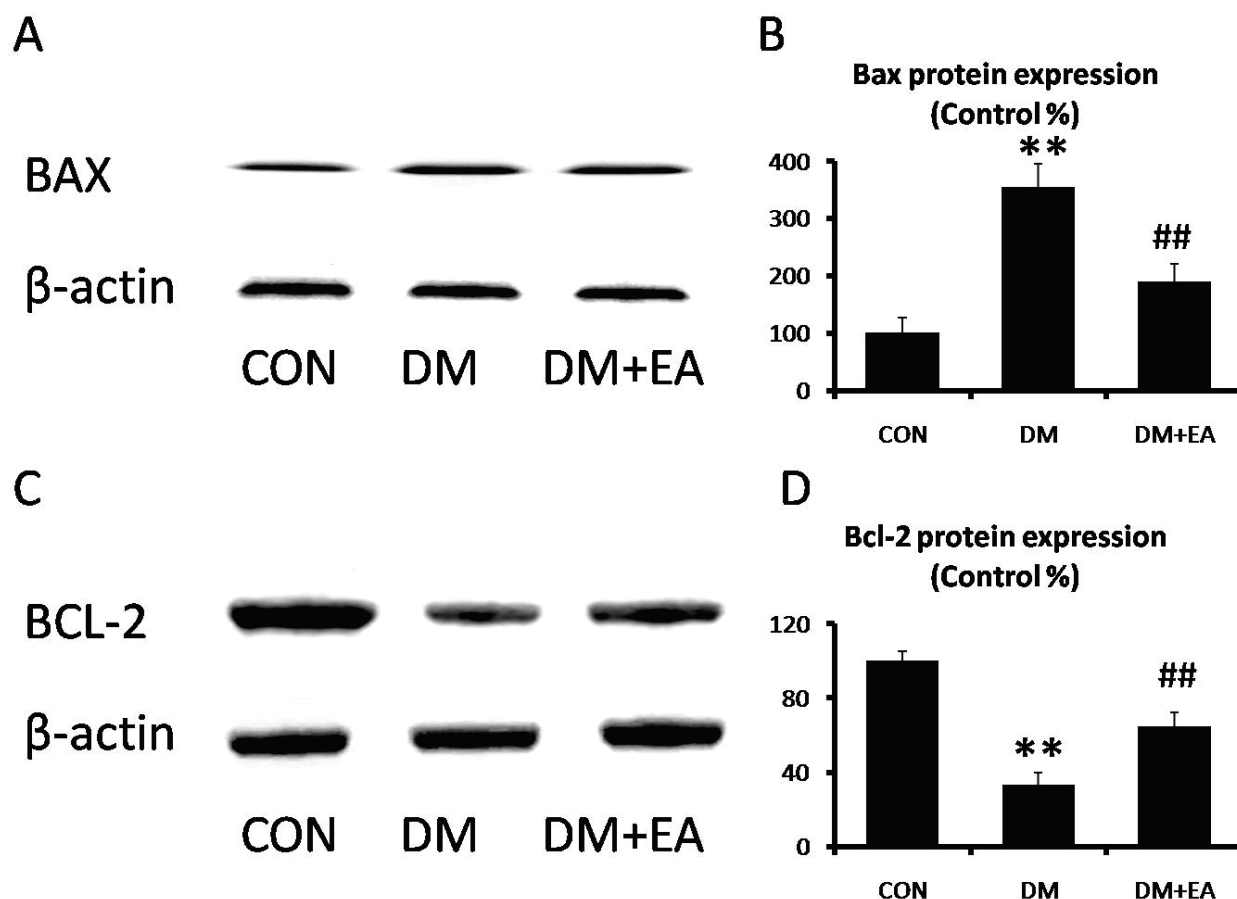 A
BAX
β-actin
CON DM DM+EA
B
Bax protein expression
(Control %)
**
##
400
300
200
100
0
CON DM DM+EA
C
BCL-2
β-actin
CON DM DM+EA
D
Bcl-2 protein expression
(Control %)
120
##
80
**
40
0
CON DM DM+EA